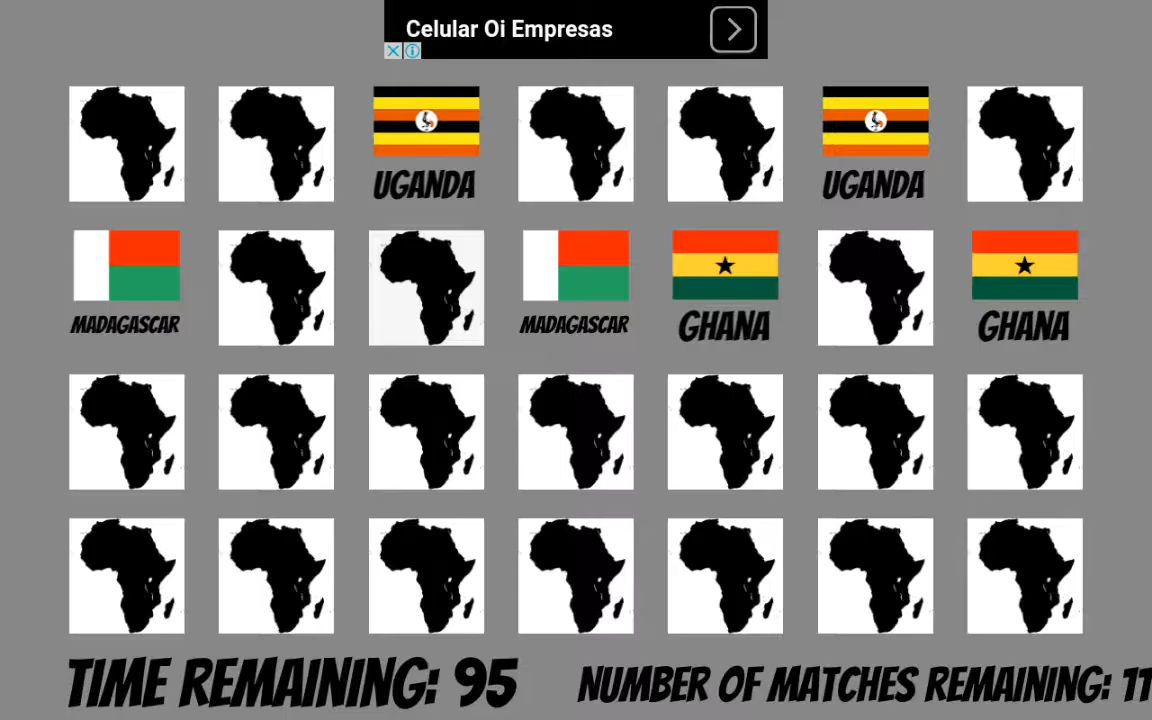 Celular Oi Empresas
UGANDA
UGANDA
MADAGASCAR
MADAGASCAR
GHANA
GHANA
TIME REMAINING: 95
NUMBER OF MATCHES REMAINING: 11